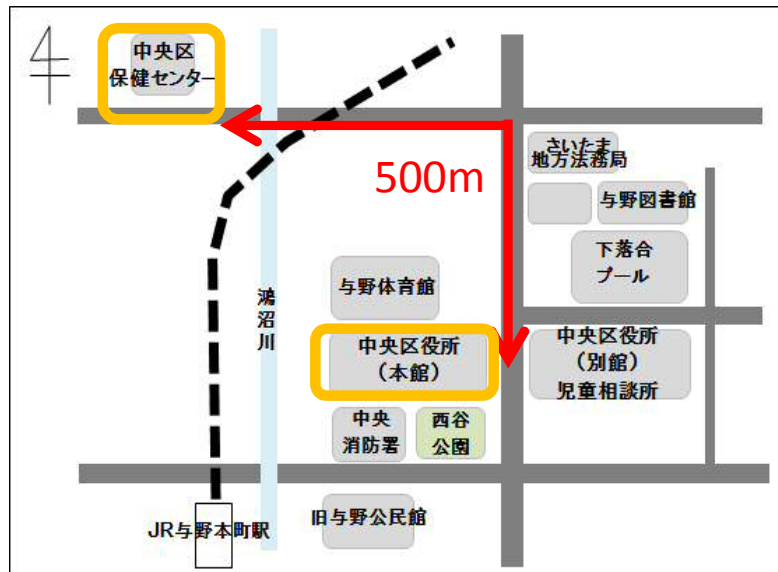 中央区
保健センター
500m
さいたま
地方法務局
与野図書館
下落合
プール
与野体育館
鴻沼川
中央区役所
（本館）
中央区役所
（別館）
児童相談所
中央
消防署
西谷
公園
JR与野本町駅
旧与野公民館